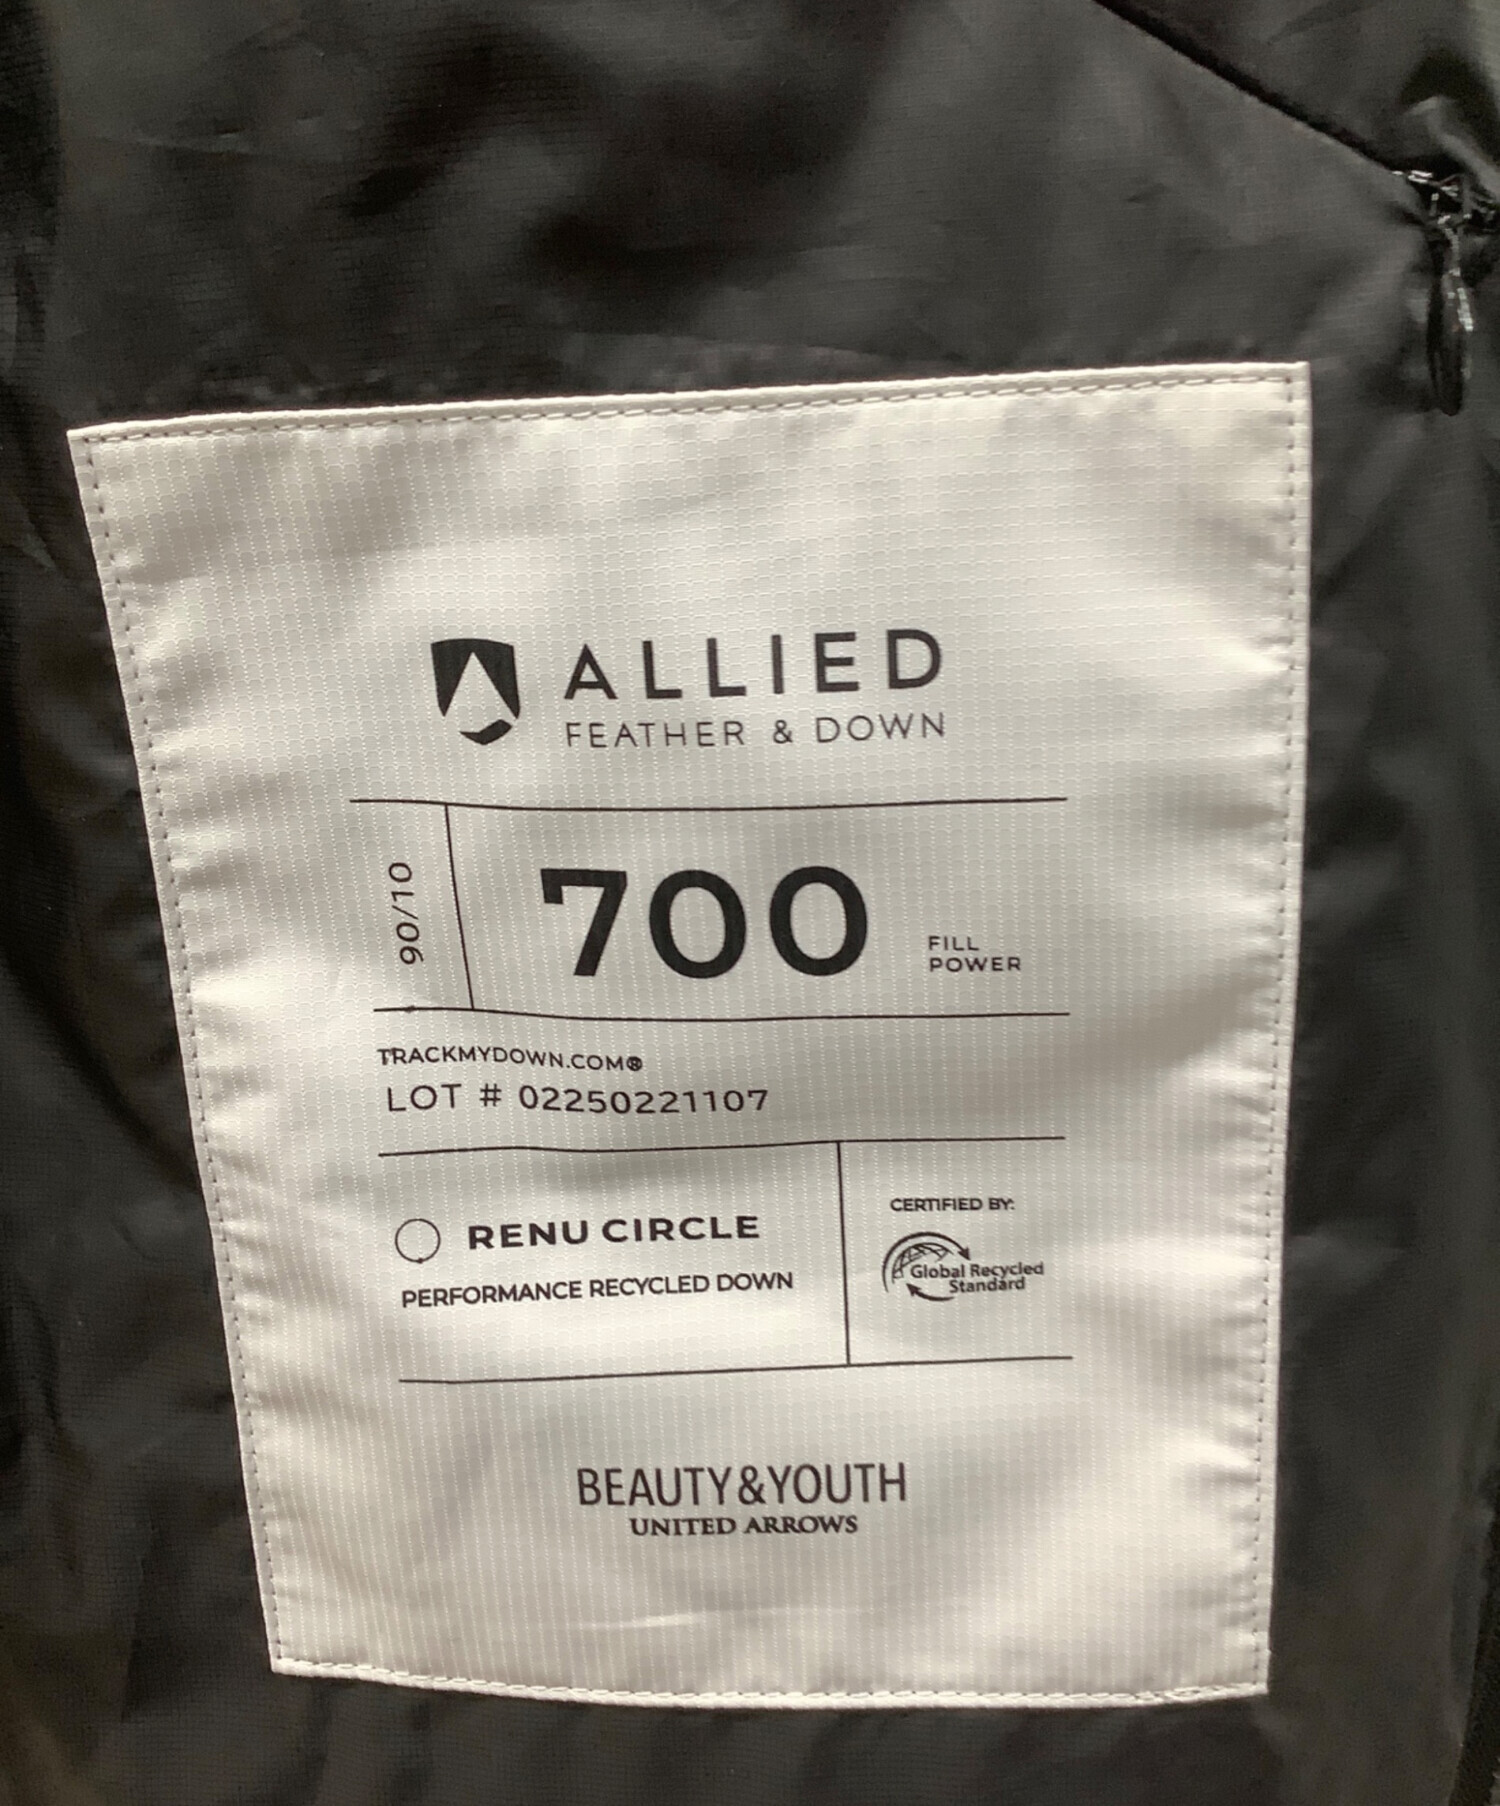 ALLIED
FEATHER & DOWN
90/10
700
FILL
POWER
TRACKMYDOWN.COM®
LOT # 02250221107
RENU CIRCLE
PERFORMANCE RECYCLED DOWN
CERTIFIED BY:
Global Recycled
Standard
BEAUTY&YOUTH
UNITED ARROWS